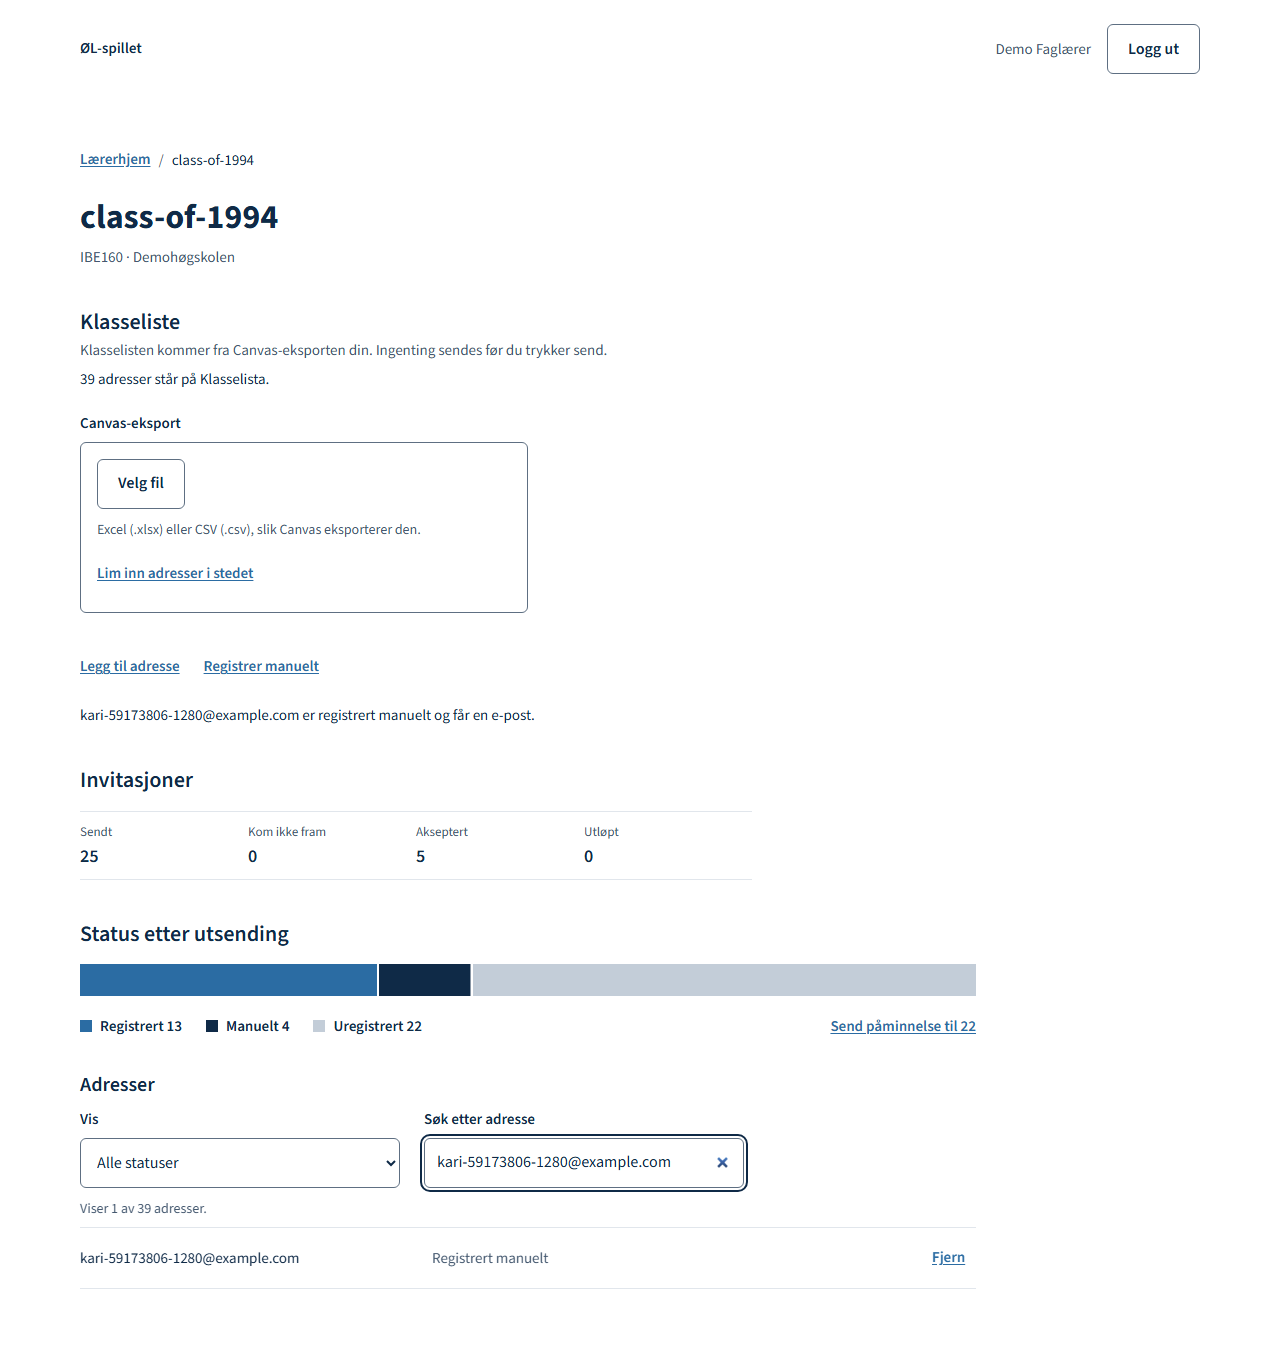 ØL-spillet
Demo Faglærer
Logg ut
Lærerhjem / class-of-1994
class-of-1994
IBE160 · Demohøgskolen
Klasseliste
Klasselisten kommer fra Canvas-eksporten din. Ingenting sendes før du trykker send.
39 adresser står på Klasselista.
Canvas-eksport
Velg fil
Excel (.xlsx) eller CSV (.csv), slik Canvas eksporterer den.
Lim inn adresser i stedet
Legg til adresse Registrer manuelt
kari-59173806-1280@example.com er registrert manuelt og får en e-post.
Invitasjoner
Sendt Kom ikke fram Akseptert Utløpt
25 0 5 0
Status etter utsending
Registrert 13 Manuelt 4 Uregistrert 22 Send påminnelse til 22
Adresser
Vis Søk etter adresse
Alle statuser kari-59173806-1280@example.com
Viser 1 av 39 adresser.
kari-59173806-1280@example.com Registrert manuelt Fjern